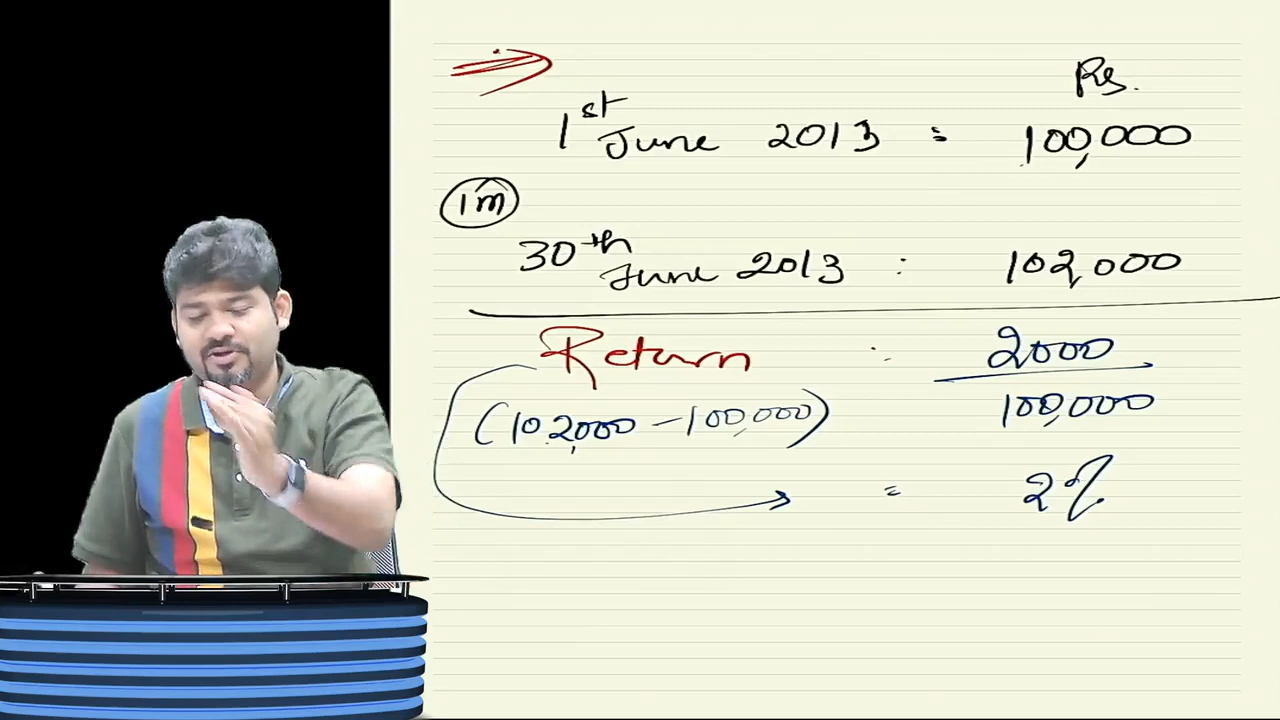 Rs.
1st June 2013 : 100,000
1m
30th June 2013 : 102,000
Return : 2000
(102,000 - 100,000) 100,000
= 2%